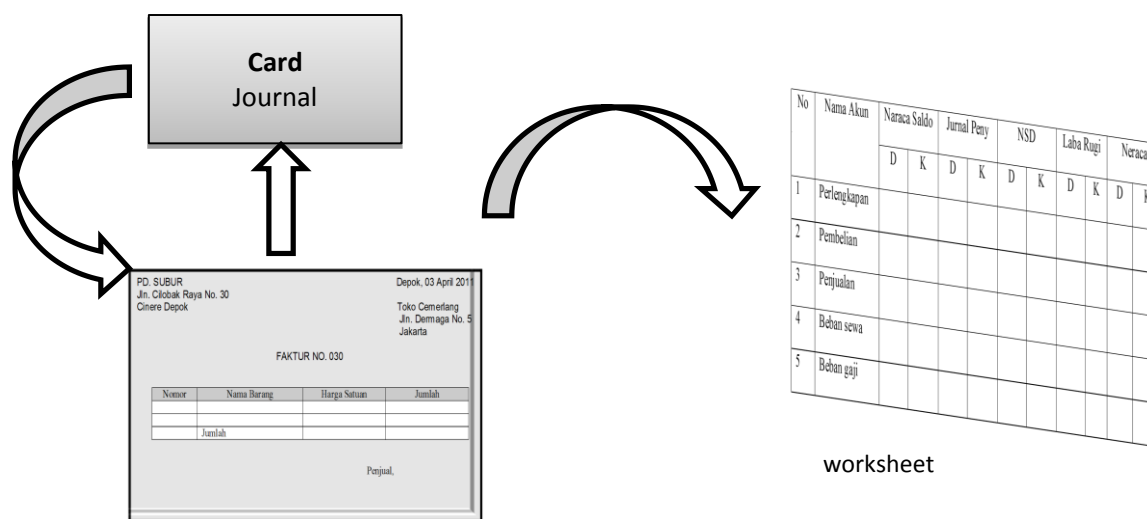 Card
Journal
PD. SUBUR
Jln. Cilobak Raya No. 30
Cinere Depok
Depok, 03 April 2011
Toko Cemerlang
Jln. Dermaga No. 5
Jakarta
FAKTUR NO. 030
Nomor Nama Barang Harga Satuan Jumlah
Jumlah
Penjual,
No Nama Akun Naraca Saldo Jurnal Peny NSD Laba Rugi Neraca
D K D K D K D K D K
1 Perlengkapan
2 Pembelian
3 Penjualan
4 Beban sewa
5 Beban gaji
worksheet